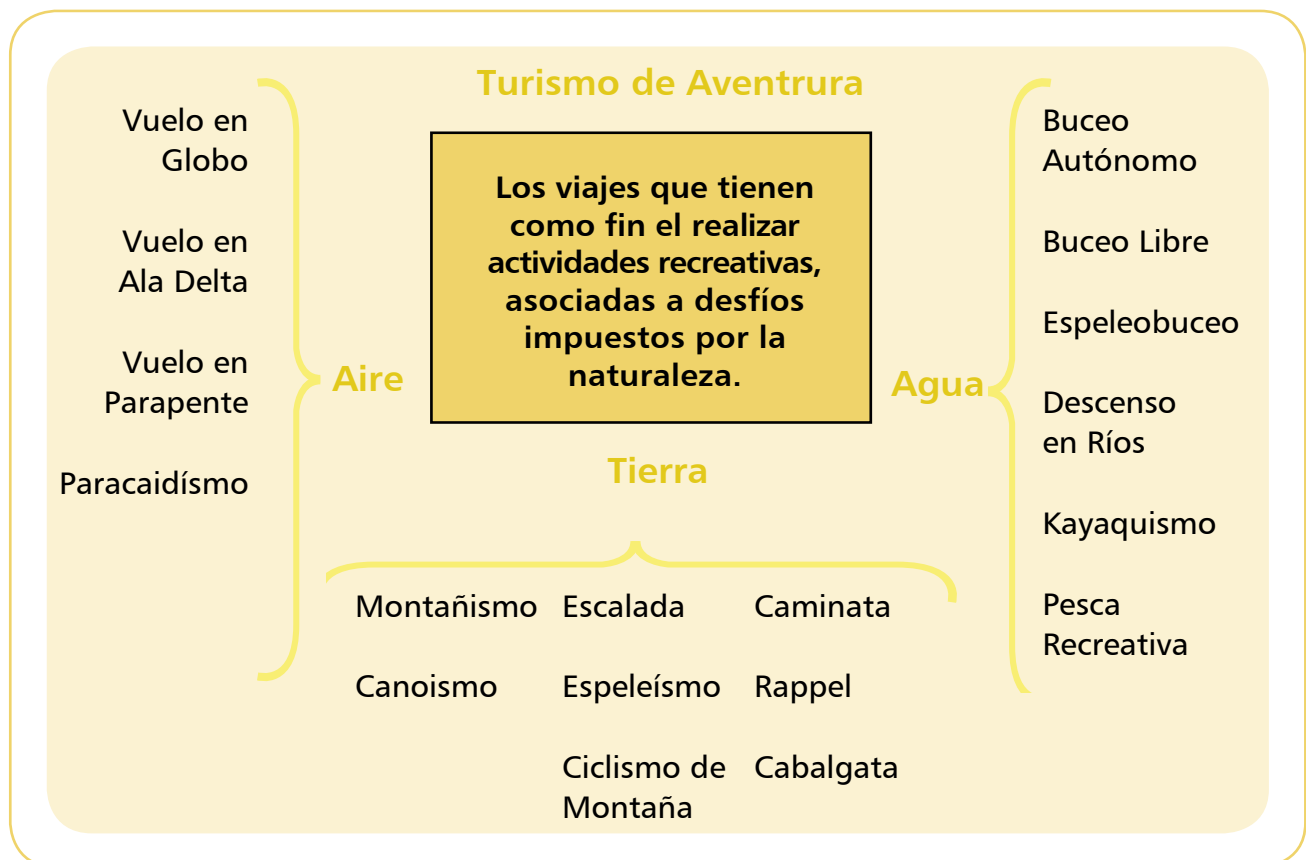 Turismo de Aventrura
Vuelo en
Globo
Vuelo en
Ala Delta
Vuelo en
Parapente
Paracaidísmo
Aire
Los viajes que tienen
como fin el realizar
actividades recreativas,
asociadas a desfíos
impuestos por la
naturaleza.
Agua
Buceo
Autónomo
Buceo Libre
Espeleobuceo
Descenso
en Ríos
Kayaquismo
Pesca
Recreativa
Tierra
Montañismo
Canoismo
Escalada
Espeleísmo
Ciclismo de
Montaña
Caminata
Rappel
Cabalgata